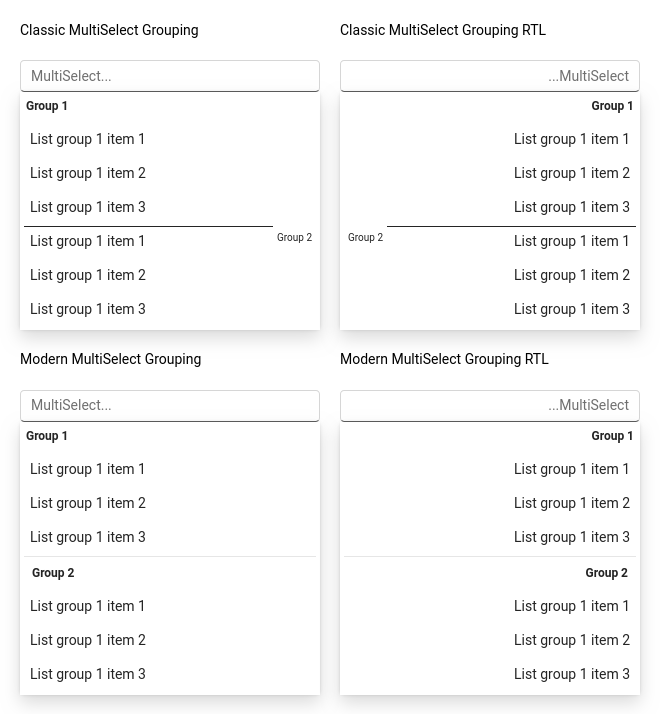 Classic MultiSelect Grouping
MultiSelect...
Group 1
List group 1 item 1
List group 1 item 2
List group 1 item 3
List group 1 item 1
Group 2
List group 1 item 2
List group 1 item 3
Classic MultiSelect Grouping RTL
...MultiSelect
Group 1
List group 1 item 1
List group 1 item 2
List group 1 item 3
Group 2
List group 1 item 1
List group 1 item 2
List group 1 item 3
Modern MultiSelect Grouping
MultiSelect...
Group 1
List group 1 item 1
List group 1 item 2
List group 1 item 3
Group 2
List group 1 item 1
List group 1 item 2
List group 1 item 3
Modern MultiSelect Grouping RTL
...MultiSelect
Group 1
List group 1 item 1
List group 1 item 2
List group 1 item 3
Group 2
List group 1 item 1
List group 1 item 2
List group 1 item 3